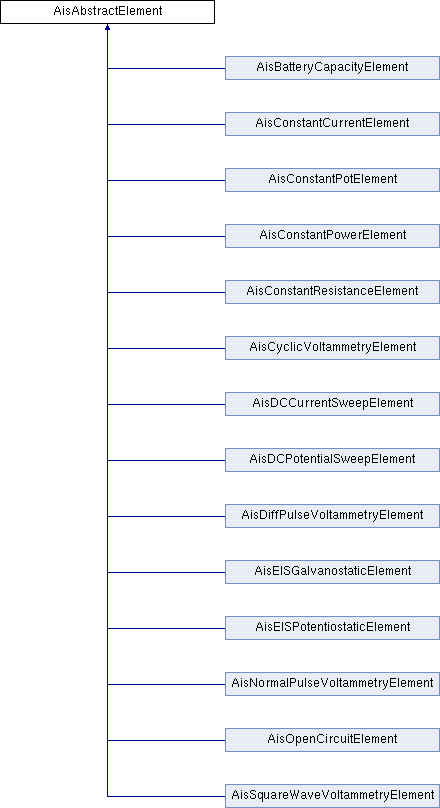 AisAbstractElement
AisBatteryCapacityElement
AisConstantCurrentElement
AisConstantPotElement
AisConstantPowerElement
AisConstantResistanceElement
AisCyclicVoltammetryElement
AisDCCurrentSweepElement
AisDCPotentialSweepElement
AisDiffPulseVoltammetryElement
AisEISGalvanostaticElement
AisEISPotentiostaticElement
AisNormalPulseVoltammetryElement
AisOpenCircuitElement
AisSquareWaveVoltammetryElement